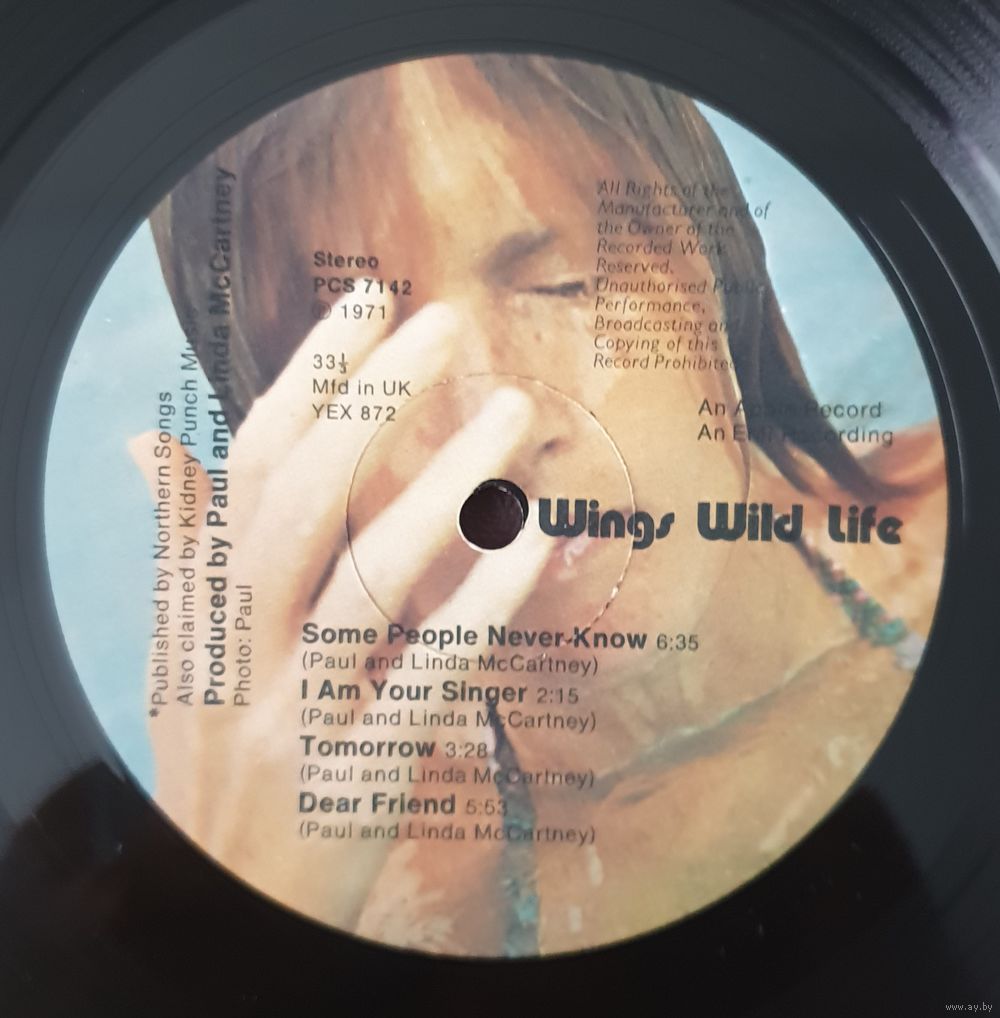 Stereo
PCS 7142
Ⓟ 1971
33⅓
Mfd in UK
YEX 872
All Rights of the
Manufacturer and of
the Owner of the
Recorded Work
Reserved.
Unauthorised Public
Performance,
Broadcasting and
Copying of this
Record Prohibited
An Apple Record
An EMI Recording
Wings Wild Life
Some People Never Know 6:35
(Paul and Linda McCartney)
I Am Your Singer 2:15
(Paul and Linda McCartney)
Tomorrow 3:28
(Paul and Linda McCartney)
Dear Friend 5:53
(Paul and Linda McCartney)
*Published by Northern Songs
Also claimed by Kidney Punch Music
Produced by Paul and Linda McCartney
Photo: Paul
www.ay.by